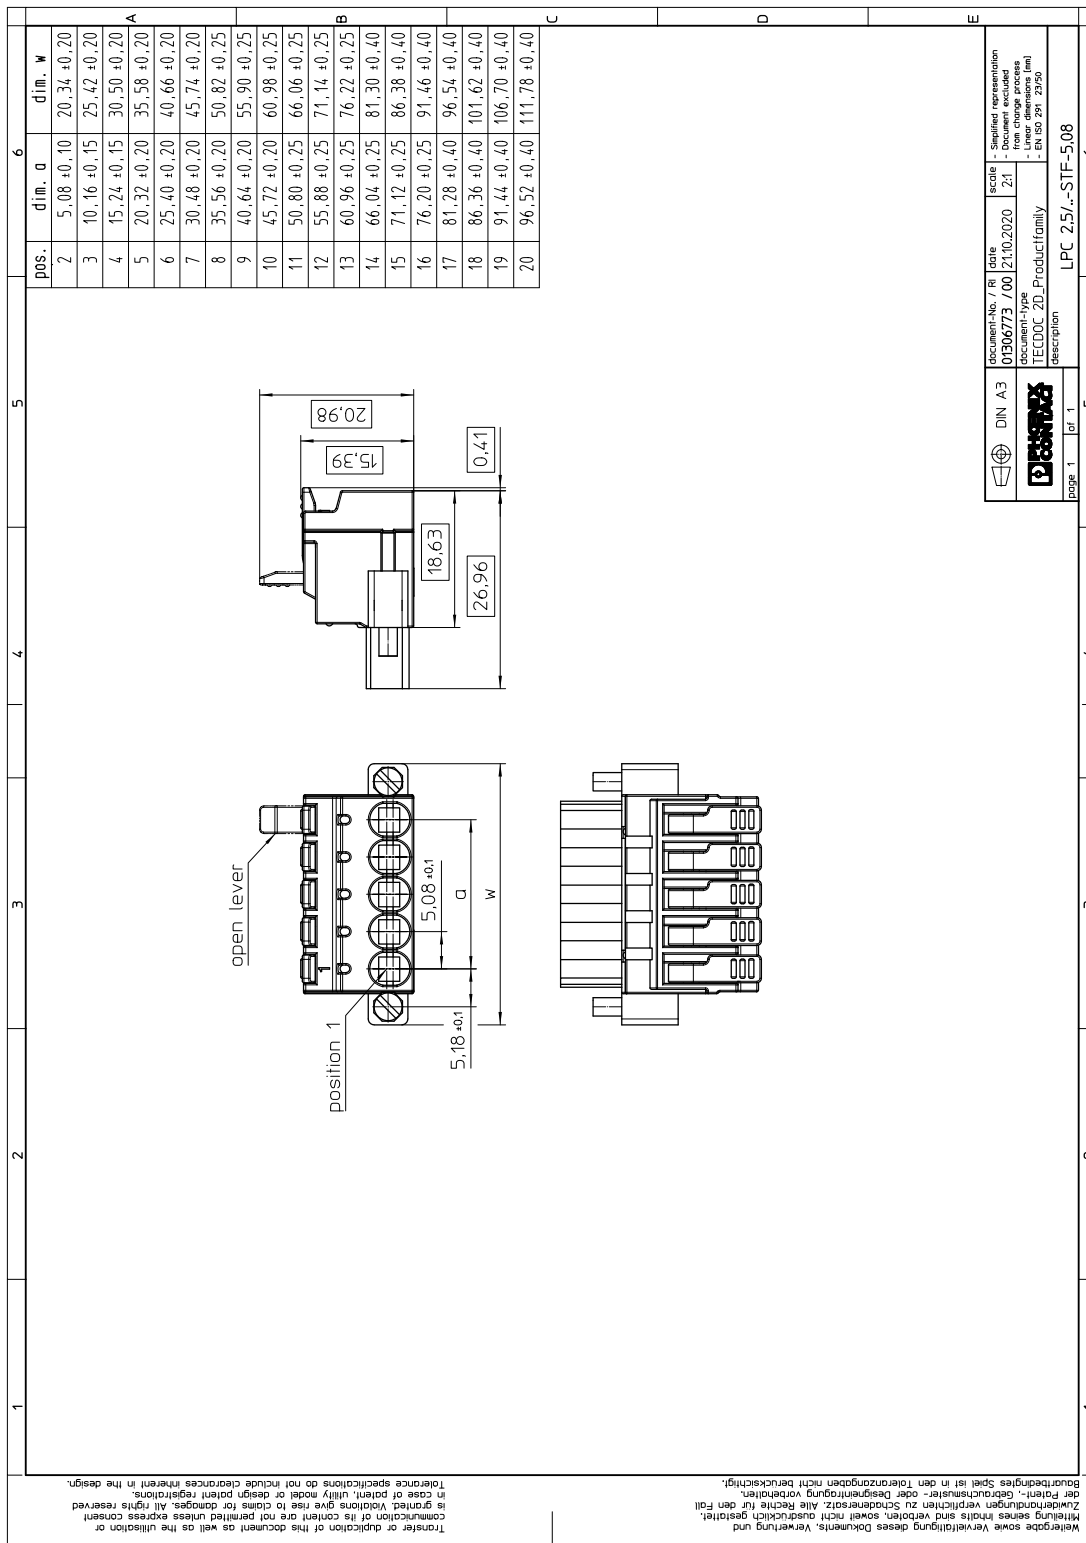 pos. dim. a dim. w
2 5,08 ±0,10 20,34 ±0,20
3 10,16 ±0,15 25,42 ±0,20
4 15,24 ±0,15 30,50 ±0,20
5 20,32 ±0,20 35,58 ±0,20
6 25,40 ±0,20 40,66 ±0,20
7 30,48 ±0,20 45,74 ±0,20
8 35,56 ±0,20 50,82 ±0,25
9 40,64 ±0,20 55,90 ±0,25
10 45,72 ±0,20 60,98 ±0,25
11 50,80 ±0,25 66,06 ±0,25
12 55,88 ±0,25 71,14 ±0,25
13 60,96 ±0,25 76,22 ±0,25
14 66,04 ±0,25 81,30 ±0,40
15 71,12 ±0,25 86,38 ±0,40
16 76,20 ±0,25 91,46 ±0,40
17 81,28 ±0,40 96,54 ±0,40
18 86,36 ±0,40 101,62 ±0,40
19 91,44 ±0,40 106,70 ±0,40
20 96,52 ±0,40 111,78 ±0,40
1 2 3 4 5 6
A
B
C
D
E
open lever
position 1
1
5,18 ±0,1
5,08 ±0,1
a
w
20,98
15,39
18,63
26,96
0,41
DIN A3
PHOENIX
CONTACT
page 1 of 1
document-No. / RI
01306773 / 00
date
21.10.2020
scale
2:1
- Simplified representation
- Document excluded
from change process
- Linear dimensions [mm]
- EN ISO 291 23/50
document-type
TECDOC 2D_Productfamily
description
LPC 2,5/..-STF-5,08
Transfer or duplication of this document as well as the utilisation or
communication of its content are not permitted unless express consent
is granted. Violations give rise to claims for damages. All rights reserved
in case of patent, utility model or design patent registrations.
Tolerance specifications do not include clearances inherent in the design.
Weitergabe sowie Vervielfältigung dieses Dokuments, Verwertung und
Mitteilung seines Inhalts sind verboten, soweit nicht ausdrücklich gestattet.
Zuwiderhandlungen verpflichten zu Schadenersatz. Alle Rechte für den Fall
der Patent-, Gebrauchsmuster- oder Designeintragung vorbehalten.
Bauartbedingtes Spiel ist in den Toleranzangaben nicht berücksichtigt.